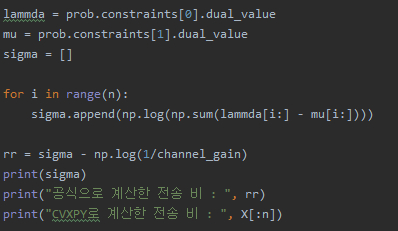 lammda = prob.constraints[0].dual_value
mu = prob.constraints[1].dual_value
sigma = []
for i in range(n):
sigma.append(np.log(np.sum(lammda[i:] - mu[i:])))
rr = sigma - np.log(1/channel_gain)
print(sigma)
print("공식으로 계산한 전송 비 : ", rr)
print("CVXPY로 계산한 전송 비 : ", X[:n])